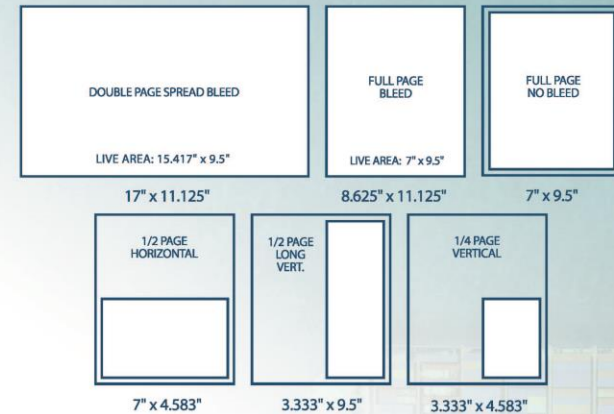 DOUBLE PAGE SPREAD BLEED
LIVE AREA: 15.417" x 9.5"
17" x 11.125"
FULL PAGE
BLEED
LIVE AREA: 7" x 9.5"
8.625" x 11.125"
FULL PAGE
NO BLEED
7" x 9.5"
1/2 PAGE
HORIZONTAL
7" x 4.583"
1/2 PAGE
LONG
VERT.
3.333" x 9.5"
1/4 PAGE
VERTICAL
3.333" x 4.583"